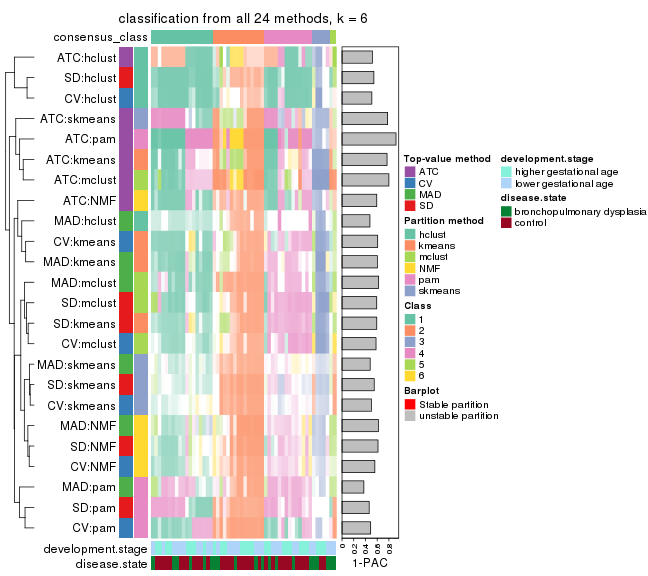 classification from all 24 methods, k = 6
consensus_class
ATC:hclust
SD:hclust
CV:hclust
ATC:skmeans
ATC:pam
ATC:kmeans
ATC:mclust
ATC:NMF
MAD:hclust
CV:kmeans
MAD:kmeans
MAD:mclust
SD:mclust
SD:kmeans
CV:mclust
MAD:skmeans
SD:skmeans
CV:skmeans
MAD:NMF
SD:NMF
CV:NMF
MAD:pam
SD:pam
CV:pam
development.stage
disease.state
0
0.2
0.4
0.6
0.8
1-PAC
Top-value method
ATC
CV
MAD
SD
Partition method
hclust
kmeans
mclust
NMF
pam
skmeans
Class
1
2
3
4
5
6
Barplot
Stable partition
unstable partition
development.stage
higher gestational age
lower gestational age
disease.state
bronchopulmonary dysplasia
control